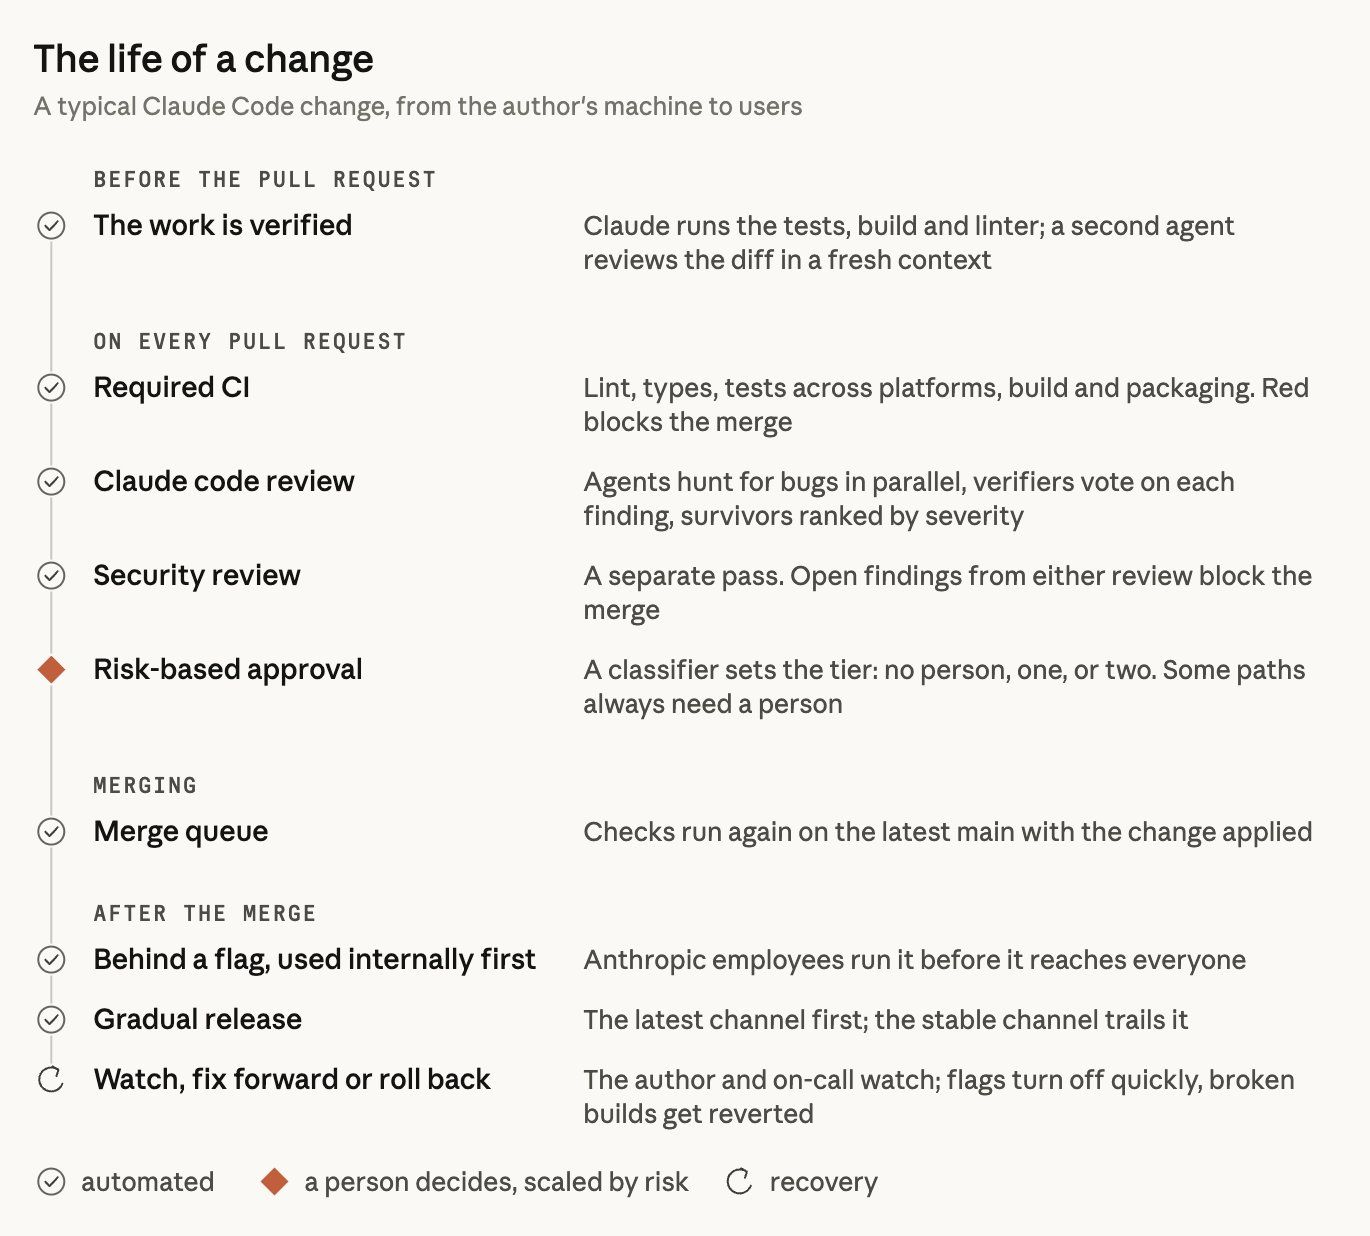 The life of a change
A typical Claude Code change, from the author's machine to users
BEFORE THE PULL REQUEST
The work is verified
Claude runs the tests, build and linter; a second agent
reviews the diff in a fresh context
ON EVERY PULL REQUEST
Required CI
Lint, types, tests across platforms, build and packaging. Red
blocks the merge
Claude code review
Agents hunt for bugs in parallel, verifiers vote on each
finding, survivors ranked by severity
Security review
A separate pass. Open findings from either review block the
merge
Risk-based approval
A classifier sets the tier: no person, one, or two. Some paths
always need a person
MERGING
Merge queue
Checks run again on the latest main with the change applied
AFTER THE MERGE
Behind a flag, used internally first
Anthropic employees run it before it reaches everyone
Gradual release
The latest channel first; the stable channel trails it
Watch, fix forward or roll back
The author and on-call watch; flags turn off quickly, broken
builds get reverted
automated
a person decides, scaled by risk
recovery